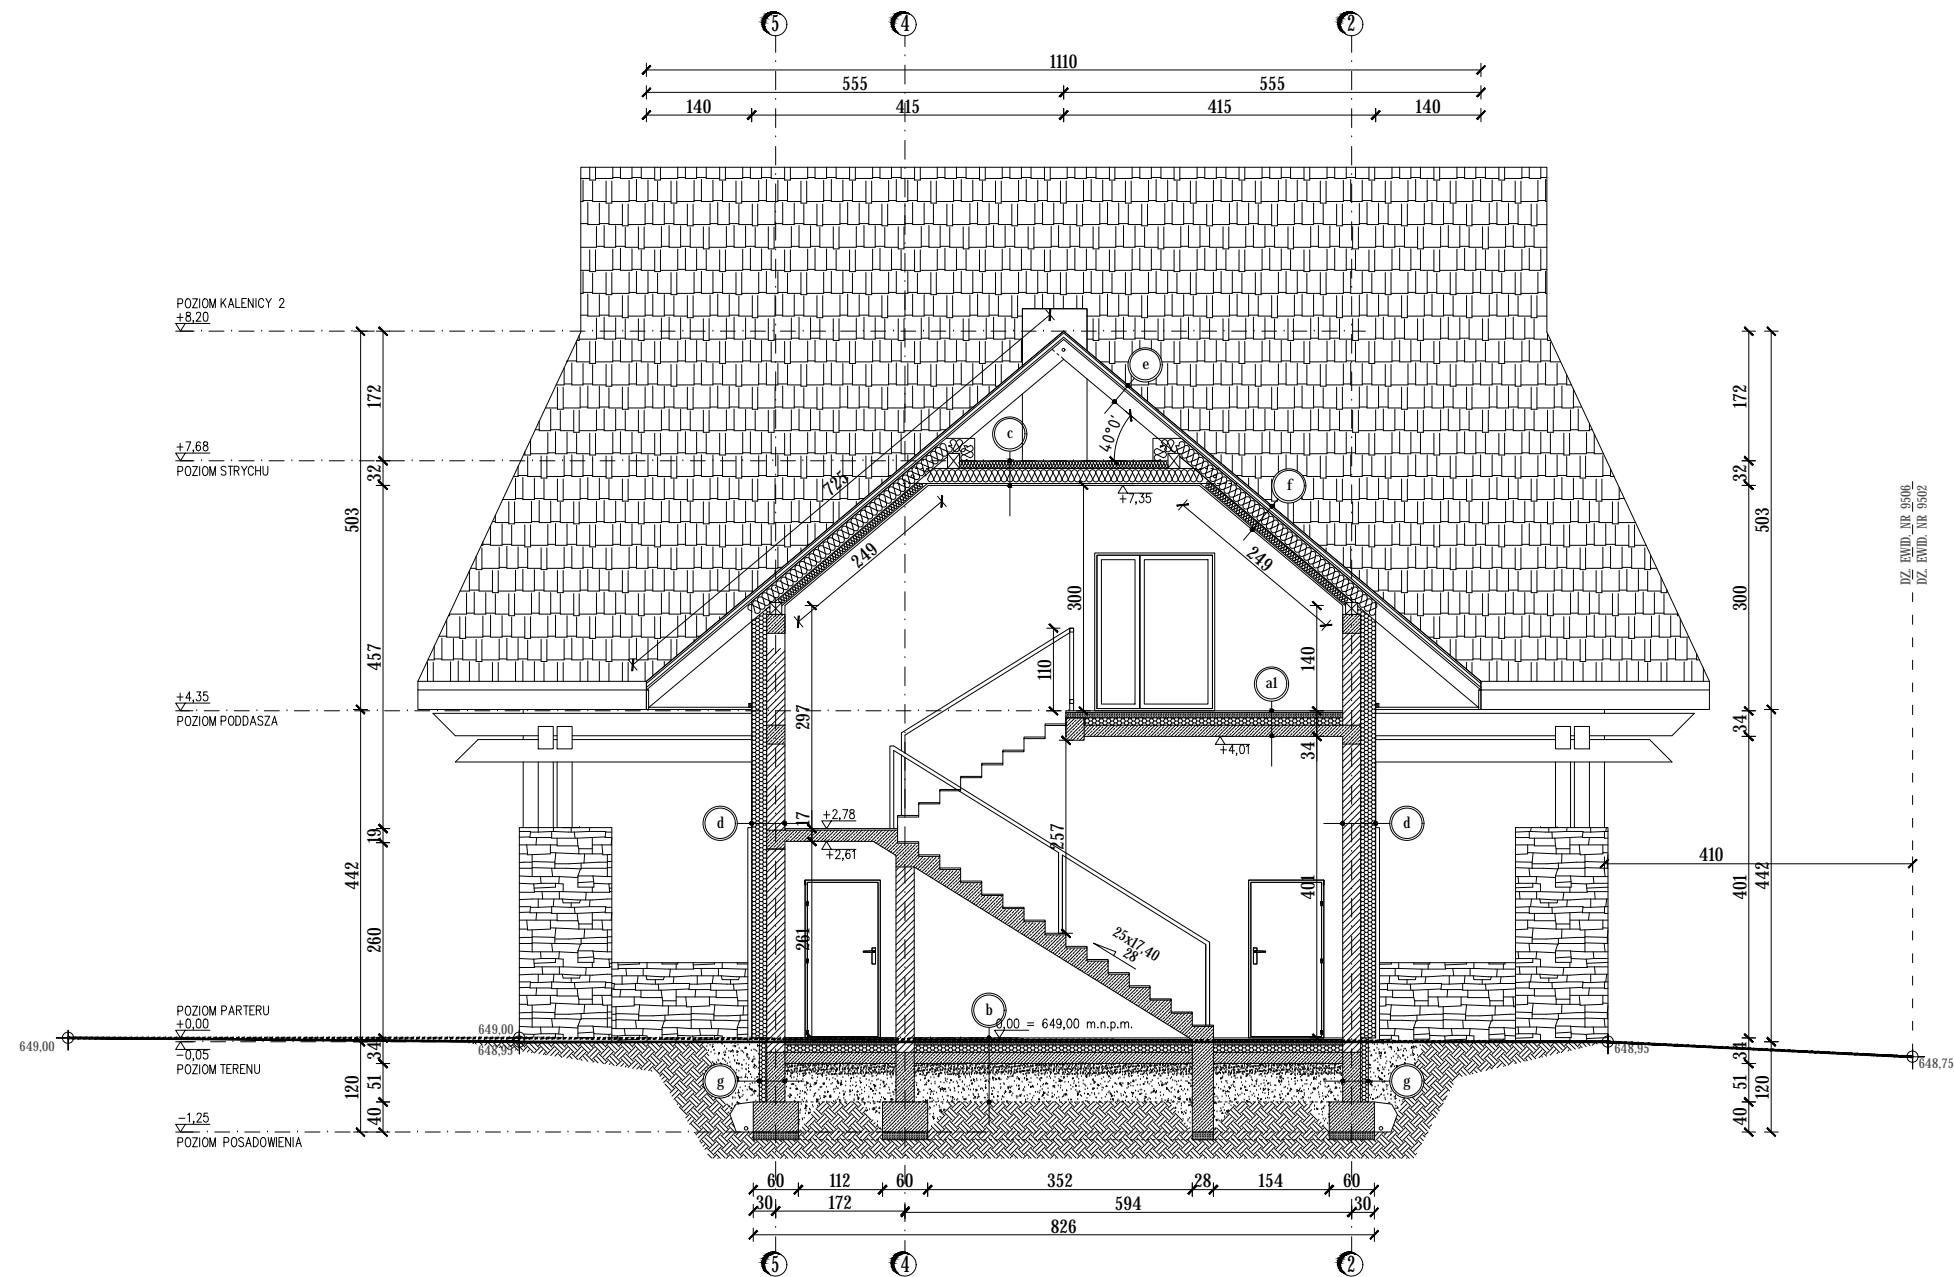 5 4 2
1110
555 555
140 415 415 140
POZIOM KALENICY 2
+8,20
172
e
172
c
40°0'
+7,68
POZIOM STRYCHU
32
32
725
f
+7,35
503
249
249
503
DZ. EWID. NR 9506
DZ. EWID. NR 9502
300
300
457
110
140
a1
+4,35
POZIOM PODDASZA
297
34
+4,01
34
d
17
+2,78
d
19
257
+2,61
410
442
401
401
442
260
261
25x17,40
28
POZIOM PARTERU
+0,00
b
0,00 = 649,00 m.n.p.m.
649,00
649,00
648,95
648,95
-0,05
34
34
648,75
POZIOM TERENU
120
51
g
g
51
120
-1,25
40
40
POZIOM POSADOWIENIA
60 112 60 352 28 154 60
30 172 594 30
826
5 4 2